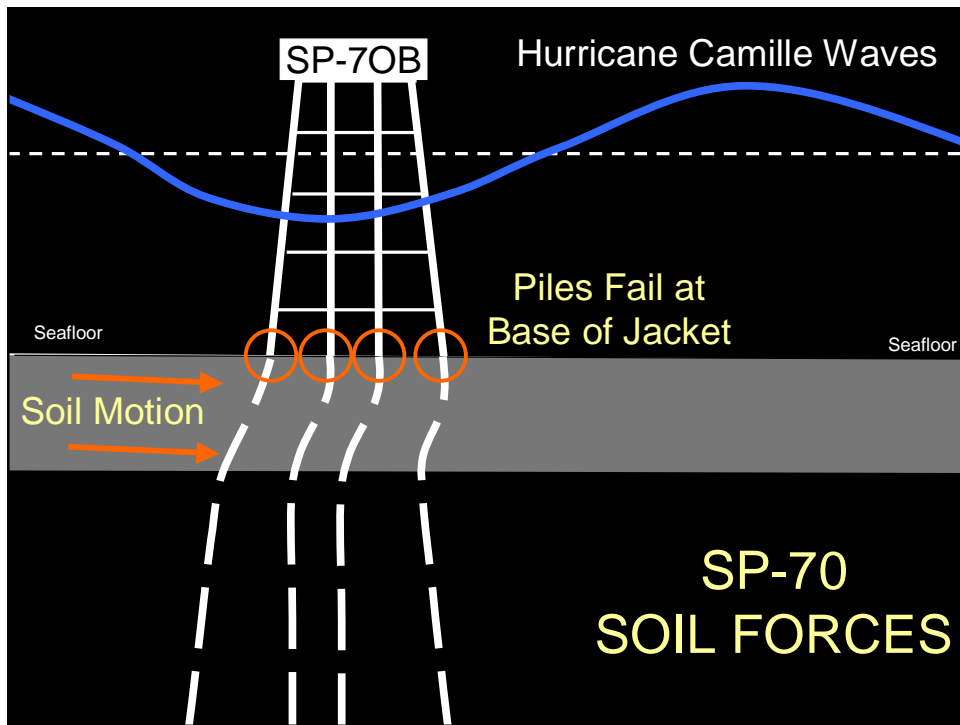 SP-7OB
Hurricane Camille Waves
Piles Fail at
Base of Jacket
Seafloor
Seafloor
Soil Motion
SP-70
SOIL FORCES